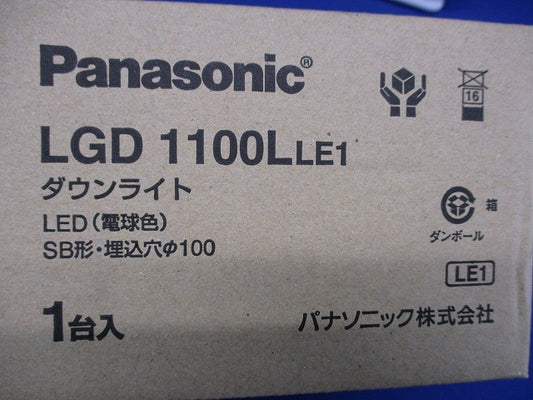 Panasonic®
16
LGD 1100LLE1
ダウンライト
LED(電球色)
SB形・埋込穴φ100
箱
ダンボール
LE1
1台入
パナソニック株式会社